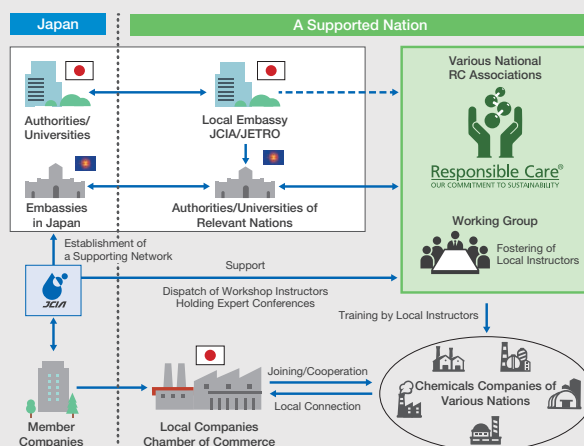 Japan
A Supported Nation
Authorities/
Universities
Local Embassy
JCIA/JETRO
Various National
RC Associations
Responsible Care®
OUR COMMITMENT TO SUSTAINABILITY
Embassies
in Japan
Authorities/Universities of
Relevant Nations
Working Group
Fostering of
Local Instructors
Establishment of
a Supporting Network
JCIA
Support
Dispatch of Workshop Instructors
Holding Expert Conferences
Training by Local Instructors
Member
Companies
Local Companies
Chamber of Commerce
Joining/Cooperation
Local Connection
Chemicals Companies of
Various Nations